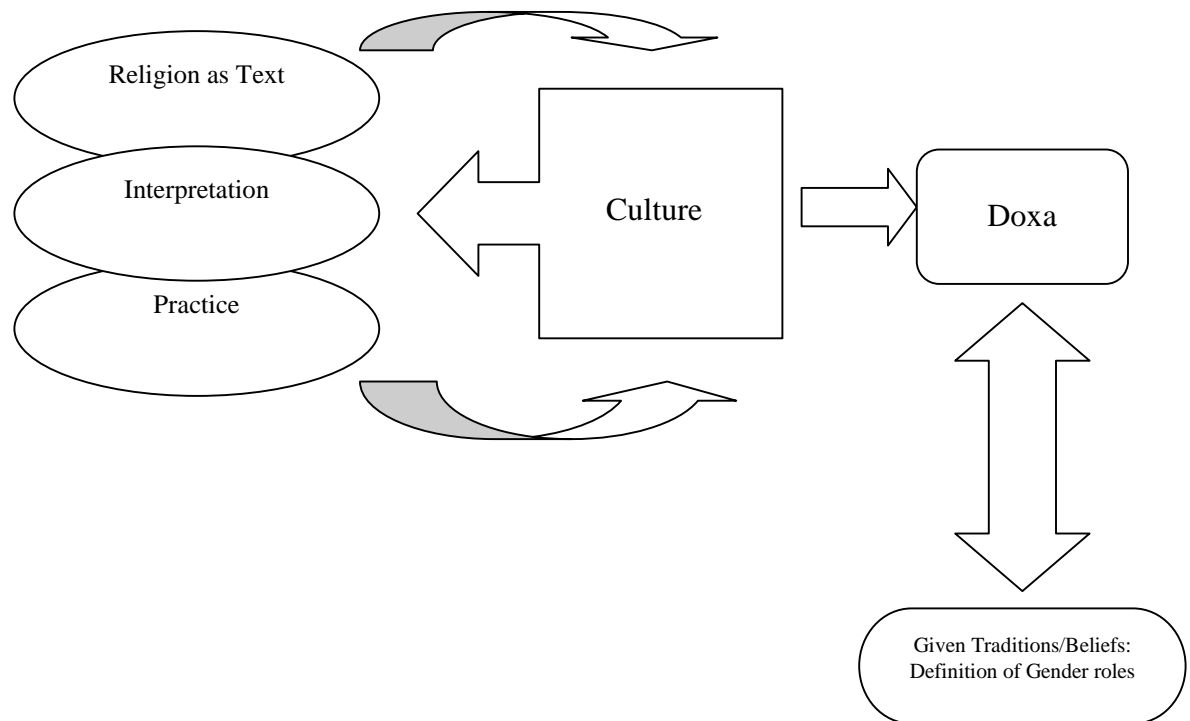 Religion as Text
Interpretation
Practice
Culture
Doxa
Given Traditions/Beliefs:
Definition of Gender roles